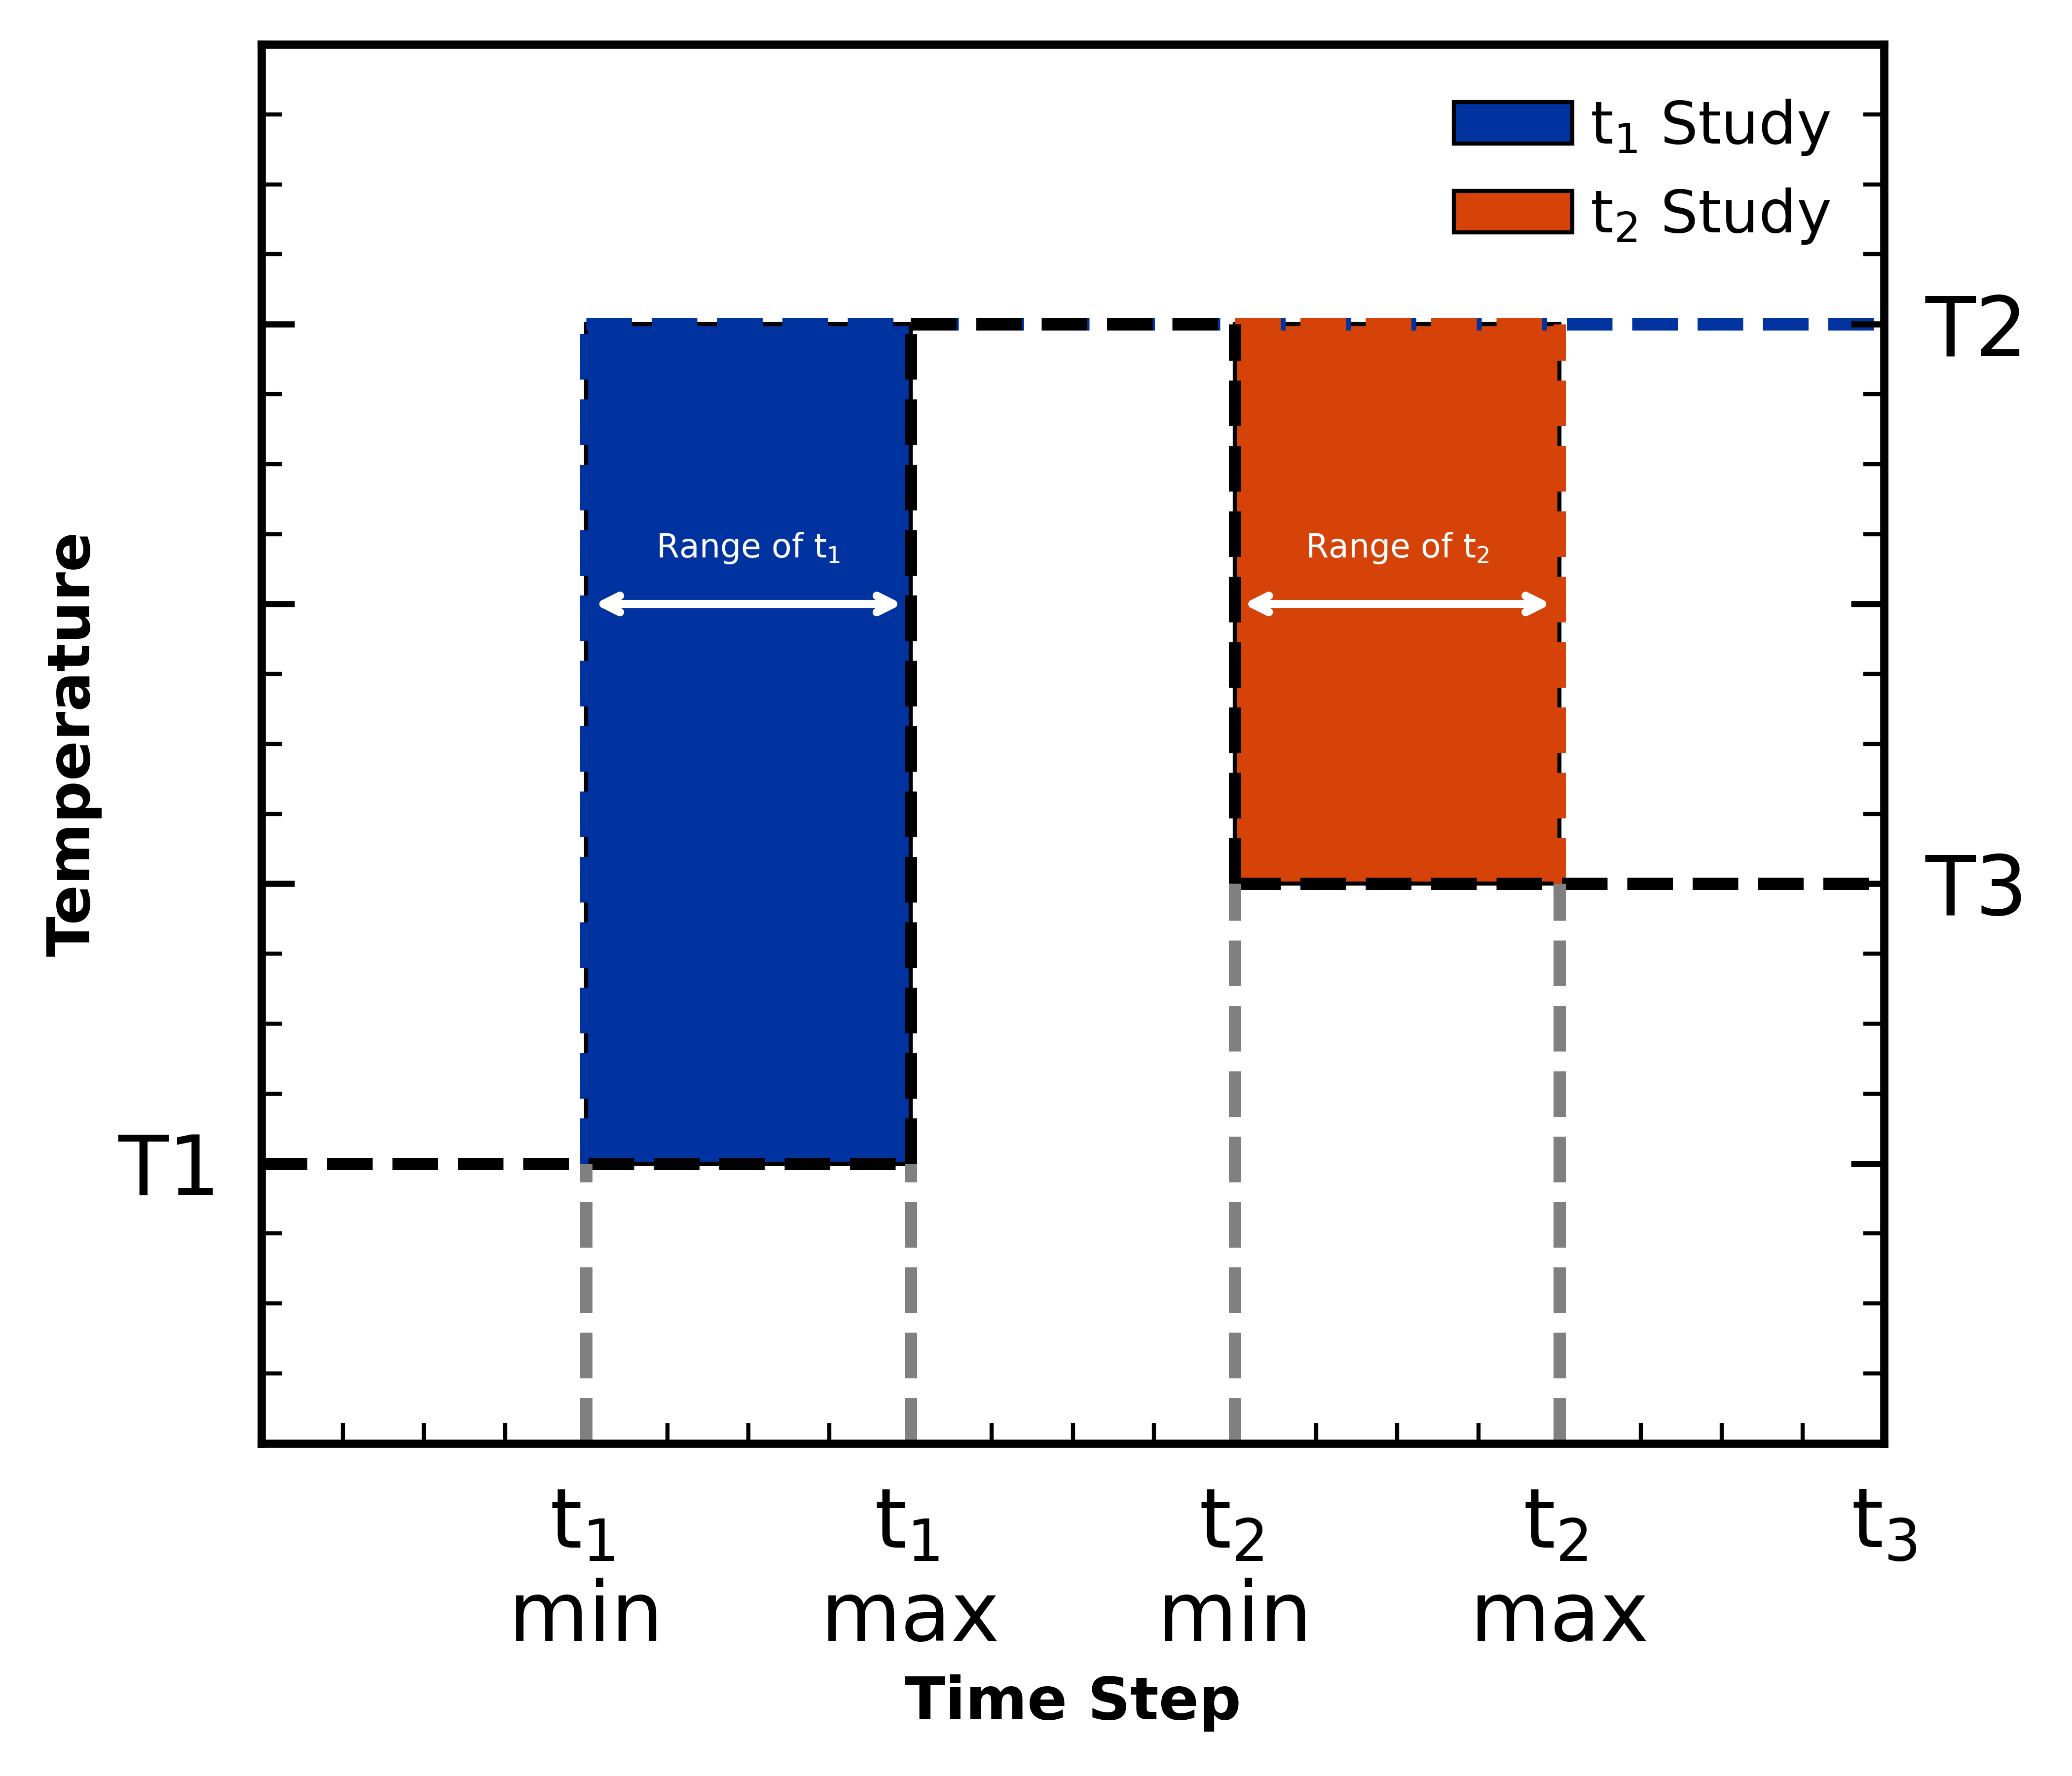 t₁ Study
t₂ Study
T2
Range of t₁
Range of t₂
Temperature
T3
T1
t₁ min
t₁ max
t₂ min
t₂ max
t₃
Time Step